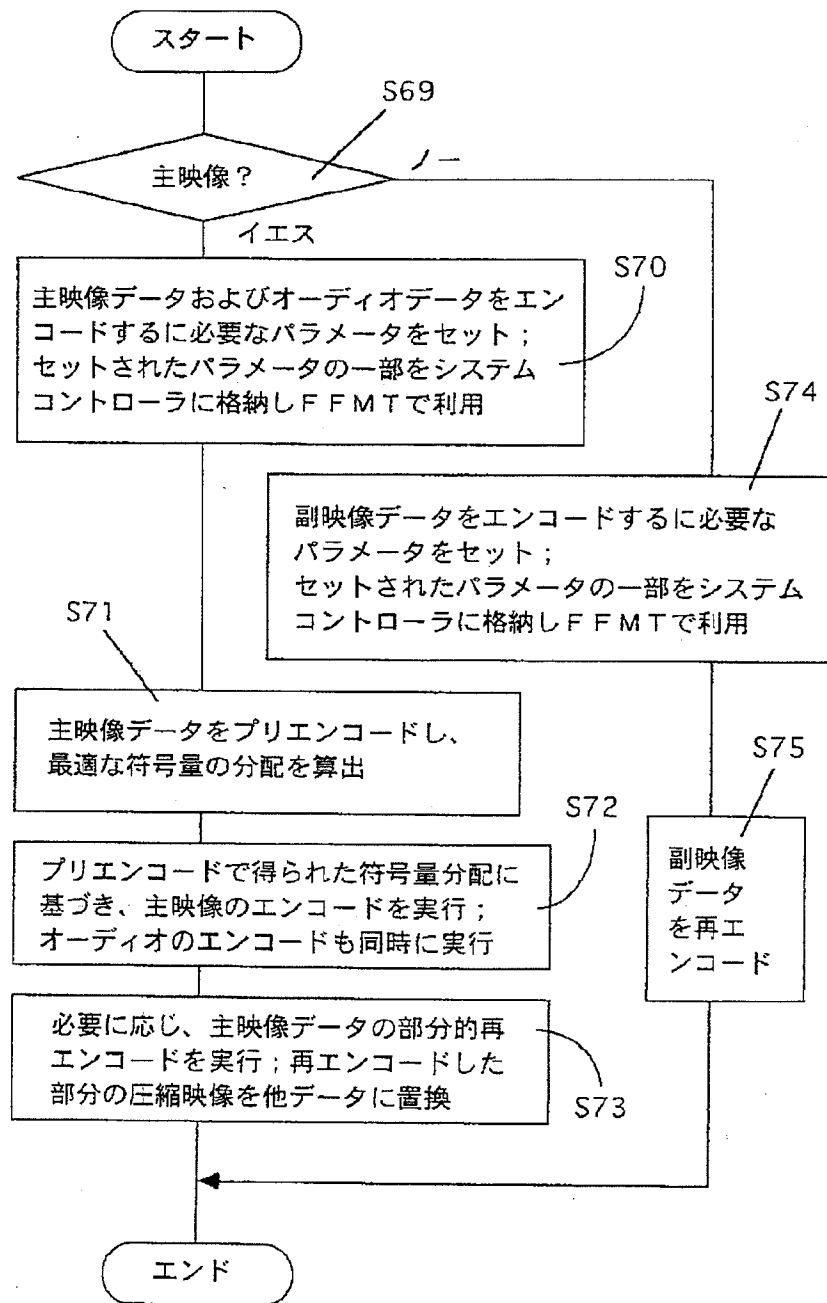 スタート
S69
主映像？
ノー
イエス
S70
主映像データおよびオーディオデータをエン
コードするに必要なパラメータをセット；
セットされたパラメータの一部をシステム
コントローラに格納しＦＦＭＴで利用
S74
副映像データをエンコードするに必要な
パラメータをセット；
セットされたパラメータの一部をシステム
コントローラに格納しＦＦＭＴで利用
S71
主映像データをプリエンコードし、
最適な符号量の分配を算出
S75
副映像
データ
を再エ
ンコード
S72
プリエンコードで得られた符号量分配に
基づき、主映像のエンコードを実行；
オーディオのエンコードも同時に実行
必要に応じ、主映像データの部分的再
エンコードを実行；再エンコードした
部分の圧縮映像を他データに置換
S73
エンド